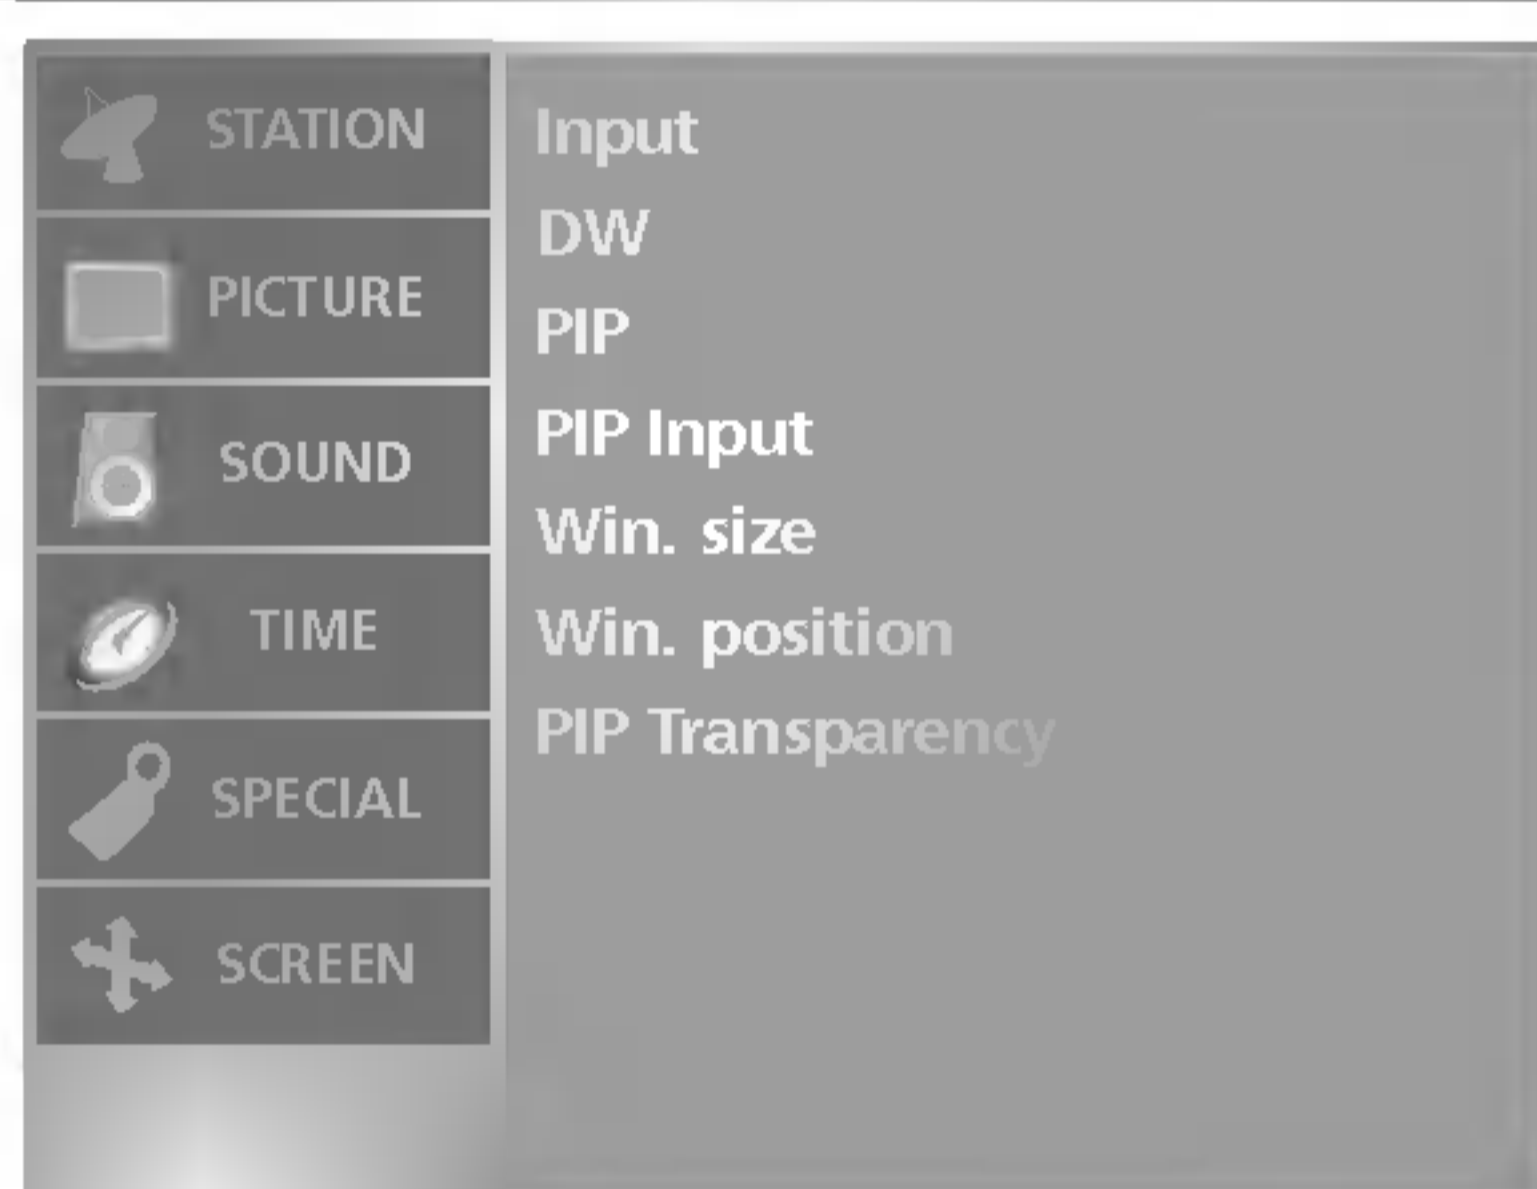 STATION
PICTURE
SOUND
TIME
SPECIAL
SCREEN
Input
DW
PIP
PIP Input
Win. size
Win. position
PIP Transparency